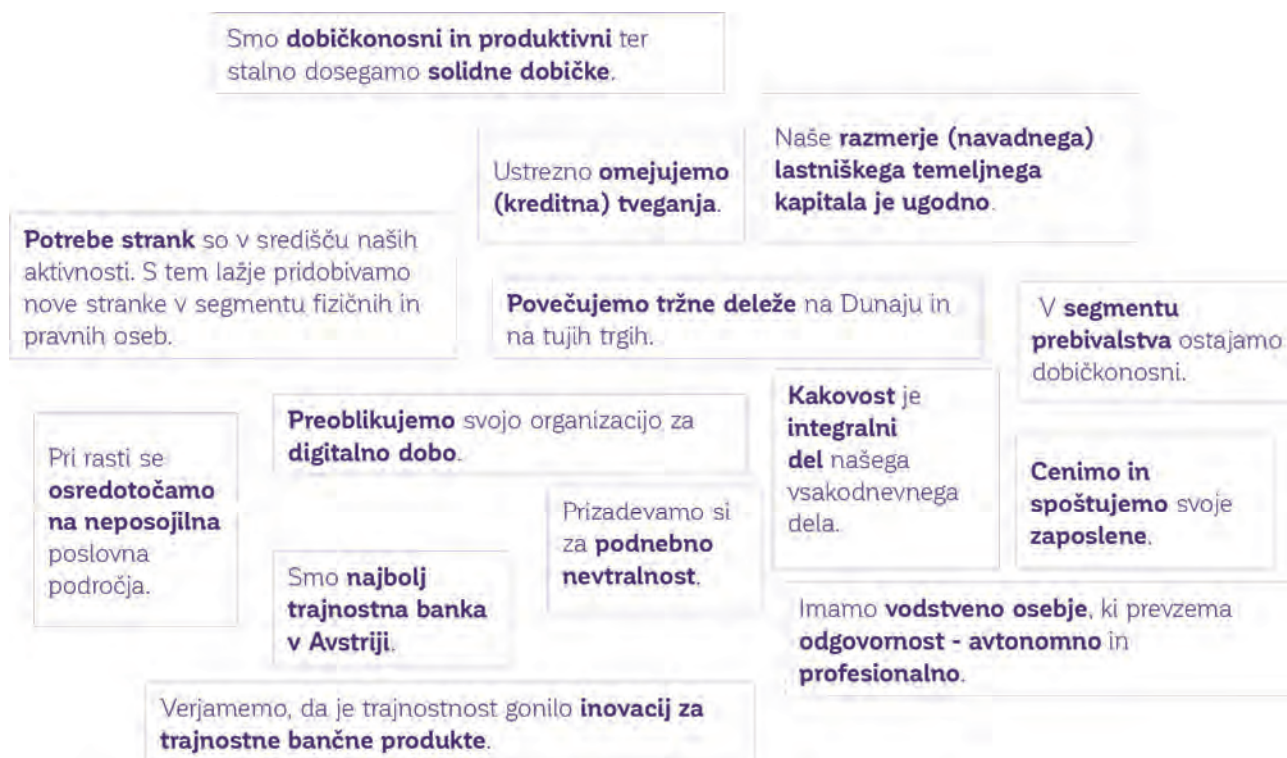 Smo dobičkonosni in produktivni ter
stalno dosegamo solidne dobičke.
Ustrezno omejujemo
(kreditna) tveganja.
Naše razmerje (navadnega)
lastniškega temeljnega
kapitala je ugodno.
Potrebe strank so v središču naših
aktivnosti. S tem lažje pridobivamo
nove stranke v segmentu fizičnih in
pravnih oseb.
Povečujemo tržne deleže na Dunaju in
na tujih trgih.
V segmentu
prebivalstva ostajamo
dobičkonosni.
Pri rasti se
osredotočamo
na neposojilna
poslovna
področja.
Preoblikujemo svojo organizacijo za
digitalno dobo.
Kakovost je
integralni
del našega
vsakodnevnega
dela.
Cenimo in
spoštujemo svoje
zaposlene.
Smo najbolj
trajnostna banka
v Avstriji.
Prizadevamo si
za podnebno
nevtralnost.
Imamo vodstveno osebje, ki prevzema
odgovornost - avtonomno in
profesionalno.
Verjamemo, da je trajnostnost gonilo inovacij za
trajnostne bančne produkte.